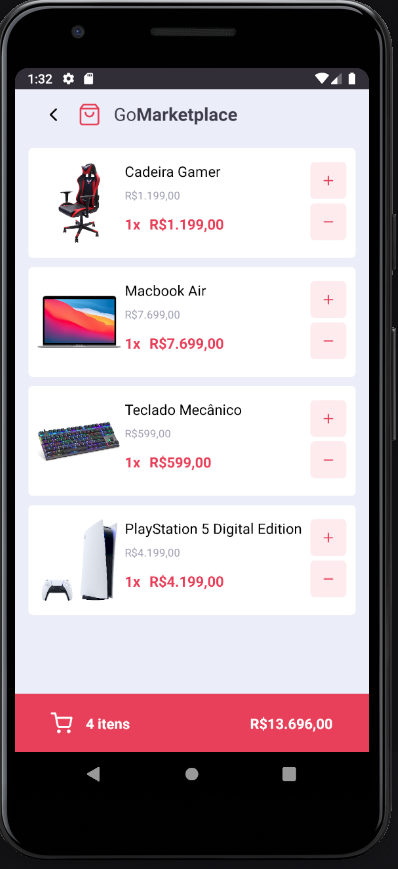 1:32
GoMarketplace
Cadeira Gamer
R$1.199,00
1x R$1.199,00
+
−
Macbook Air
R$7.699,00
1x R$7.699,00
+
−
Teclado Mecânico
R$599,00
1x R$599,00
+
−
PlayStation 5 Digital Edition
R$4.199,00
1x R$4.199,00
+
−
4 itens R$13.696,00